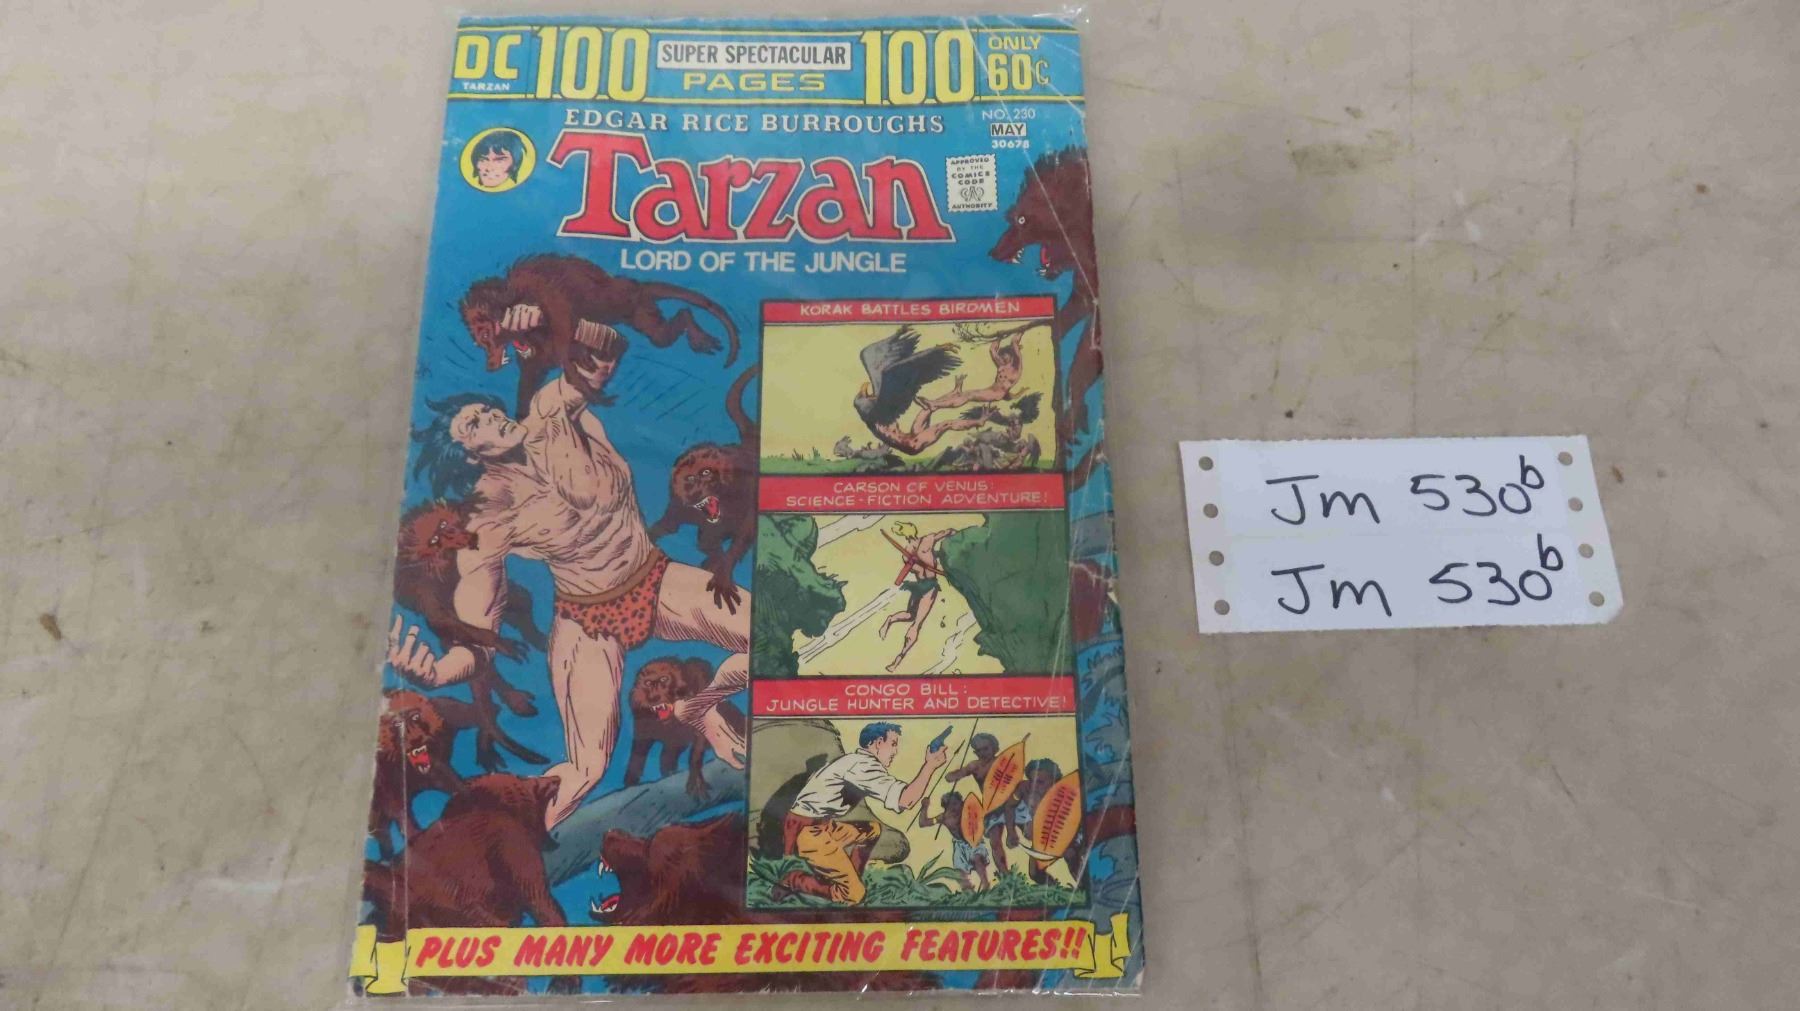 DC 100 SUPER SPECTACULAR 100 ONLY
TARZAN PAGES 60¢
EDGAR RICE BURROUGHS
NO. 230
MAY
30678
Tarzan
APPROVED
BY THE
COMICS
CODE
CA
AUTHORITY
LORD OF THE JUNGLE
KORAK BATTLES BIRDMEN
CARSON OF VENUS:
SCIENCE-FICTION ADVENTURE!
CONGO BILL:
JUNGLE HUNTER AND DETECTIVE!
PLUS MANY MORE EXCITING FEATURES!!
Jm 530b
Jm 530b